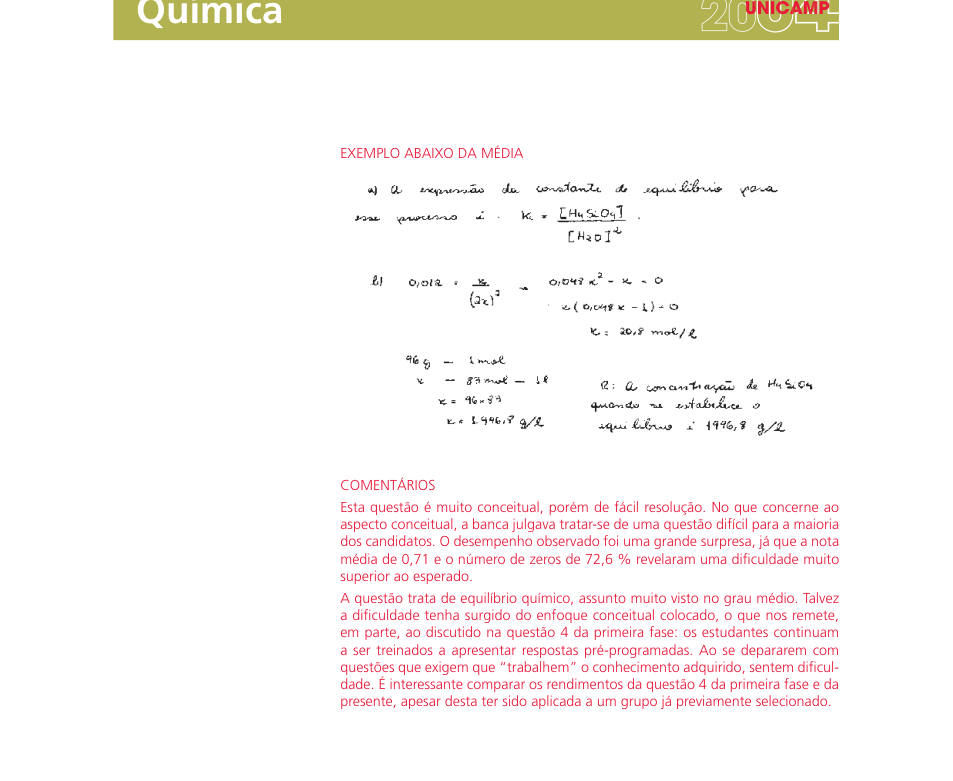 Química
2004
UNICAMP
EXEMPLO ABAIXO DA MÉDIA
a) A expressão da constante de equilíbrio para
esse processo é : K = [H4SiO4] .
[H2O]²
b) 0,012 = x → 0,048 x² - x = 0
(2x)²
x (0,048 x - 1) = 0
x = 20,8 mol/l
96 g — 1 mol
x — mol — 1l R: A concentração de H4SiO4
x = 96 × quando se estabelece o
x = g/l equilíbrio é 1996,8 g/l
COMENTÁRIOS
Esta questão é muito conceitual, porém de fácil resolução. No que concerne ao
aspecto conceitual, a banca julgava tratar-se de uma questão difícil para a maioria
dos candidatos. O desempenho observado foi uma grande surpresa, já que a nota
média de 0,71 e o número de zeros de 72,6 % revelaram uma dificuldade muito
superior ao esperado.
A questão trata de equilíbrio químico, assunto muito visto no grau médio. Talvez
a dificuldade tenha surgido do enfoque conceitual colocado, o que nos remete,
em parte, ao discutido na questão 4 da primeira fase: os estudantes continuam
a ser treinados a apresentar respostas pré-programadas. Ao se depararem com
questões que exigem que “trabalhem” o conhecimento adquirido, sentem dificul-
dade. É interessante comparar os rendimentos da questão 4 da primeira fase e da
presente, apesar desta ter sido aplicada a um grupo já previamente selecionado.